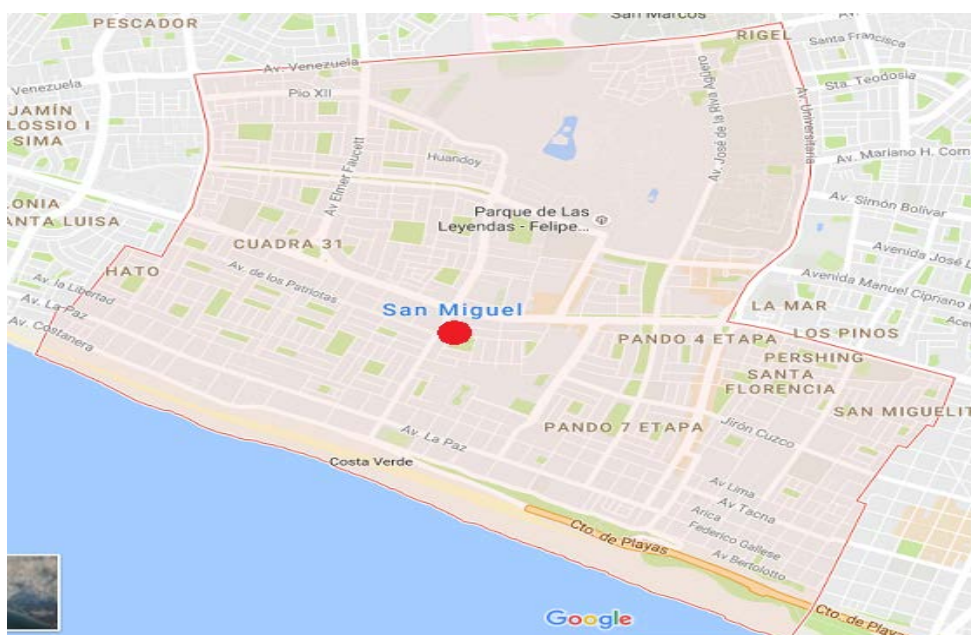 PESCADOR
San Marcos
RIGEL
Santa Francisca
Av. Venezuela
Venezuela
Sta. Teodosia
Pio XII
JAMÍN
LOSSIO I
SIMA
Av. José de la Riva Agüero
Av. Universitaria
Av Elmer Faucett
Huandoy
Av. Mariano H. Corn
ONIA
ANTA LUISA
Av. Simón Bolívar
Parque de Las
Leyendas - Felipe...
CUADRA 31
Avenida José L
HATO
Av. de los Patriotas
Avenida Manuel Cipriano
Av. la Libertad
Av. La Paz
Av. Costanera
San Miguel
LA MAR
LOS PINOS
Ace
PANDO 4 ETAPA
PERSHING
SANTA
FLORENCIA
SAN MIGUELIT
PANDO 7 ETAPA
Jirón Cuzco
Av. La Paz
Costa Verde
Av Lima
Av Tacna
Arica
Federico Gallese
Av Bertolotto
Cto. de Playas
Cto. de Playas
Google